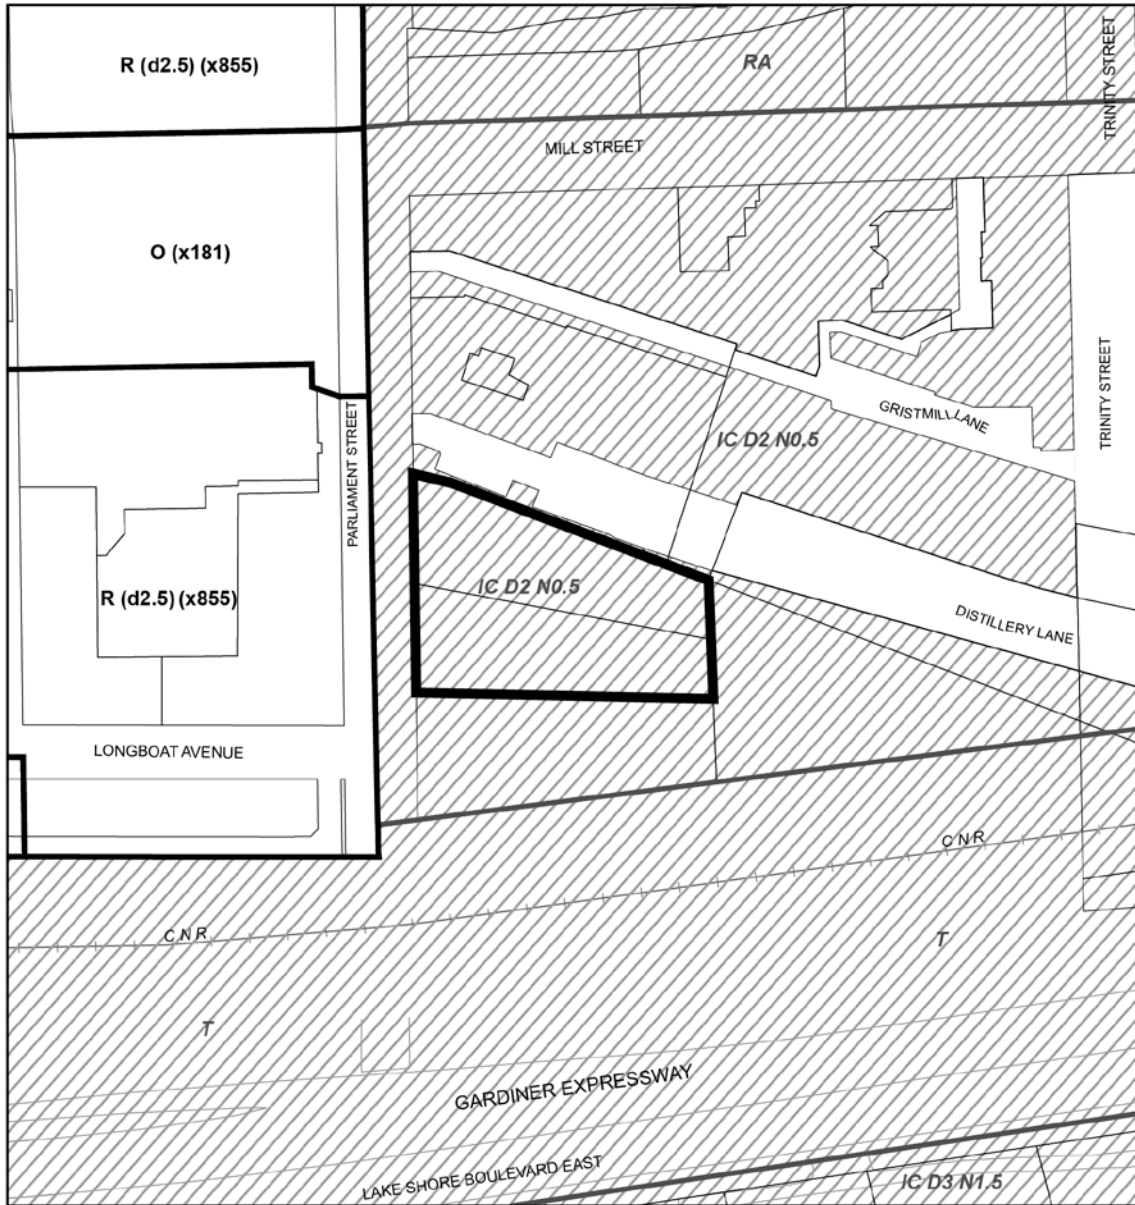 R (d2.5) (x855)
RA
TRINITY STREET
MILL STREET
O (x181)
GRISTMILL LANE
TRINITY STREET
IC D2 N0.5
PARLIAMENT STREET
IC D2 N0.5
R (d2.5) (x855)
DISTILLERY LANE
LONGBOAT AVENUE
C N R
C N R
T
T
GARDINER EXPRESSWAY
LAKE SHORE BOULEVARD EAST
IC D3 N1.5